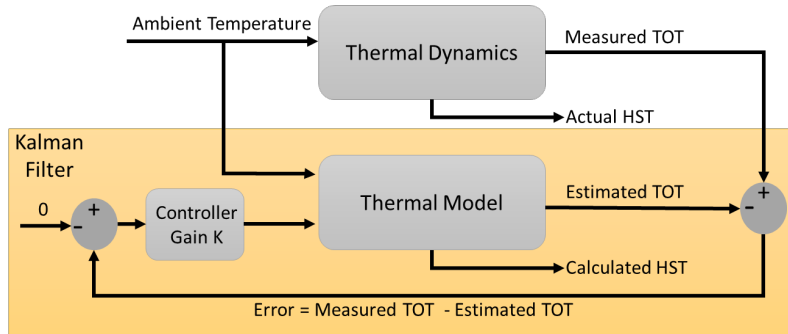 Ambient Temperature
Thermal Dynamics
Measured TOT
Actual HST
Kalman
Filter
0
+
-
Controller
Gain K
Thermal Model
Estimated TOT
+
-
Calculated HST
Error = Measured TOT - Estimated TOT